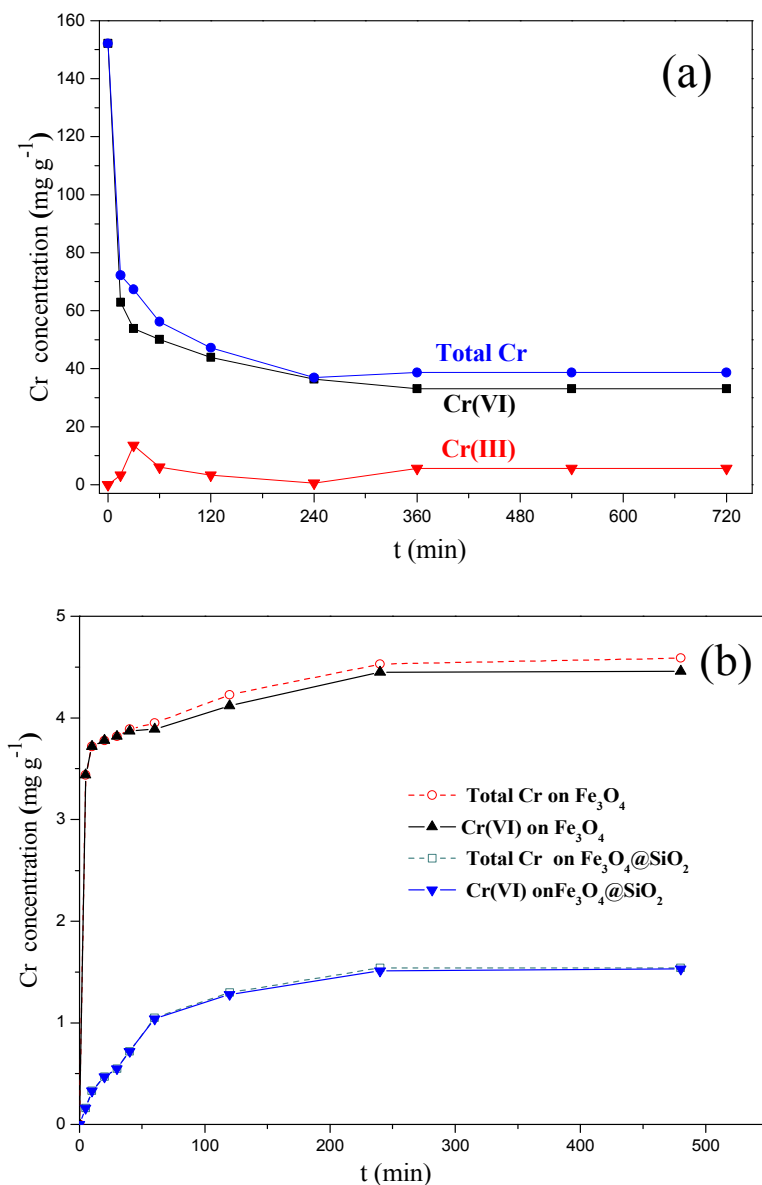 (a)
Cr concentration (mg g⁻¹)
160
140
120
100
80
60
40
20
0
Total Cr
Cr(VI)
Cr(III)
0 120 240 360 480 600 720
t (min)
(b)
Cr concentration (mg g⁻¹)
5
4
3
2
1
0
Total Cr on Fe₃O₄
Cr(VI) on Fe₃O₄
Total Cr on Fe₃O₄@SiO₂
Cr(VI) onFe₃O₄@SiO₂
0 100 200 300 400 500
t (min)